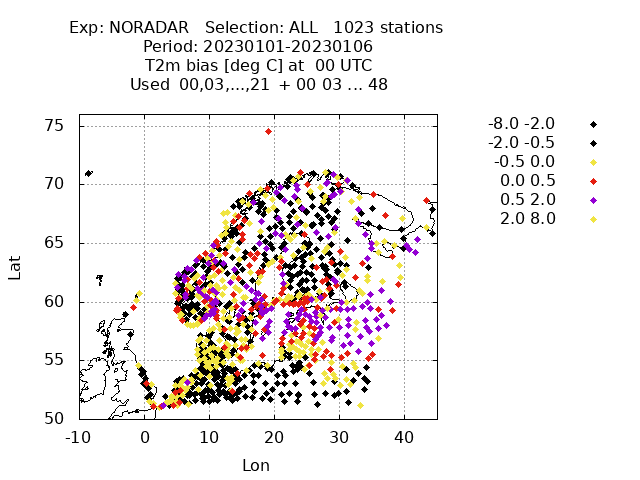 Exp: NORADAR   Selection: ALL   1023 stations
Period: 20230101-20230106
T2m bias [deg C] at  00 UTC
Used  00,03,...,21  + 00 03 ... 48
-8.0 -2.0
-2.0 -0.5
-0.5 0.0
0.0 0.5
0.5 2.0
2.0 8.0
Lat
75
70
65
60
55
50
-10 0 10 20 30 40
Lon